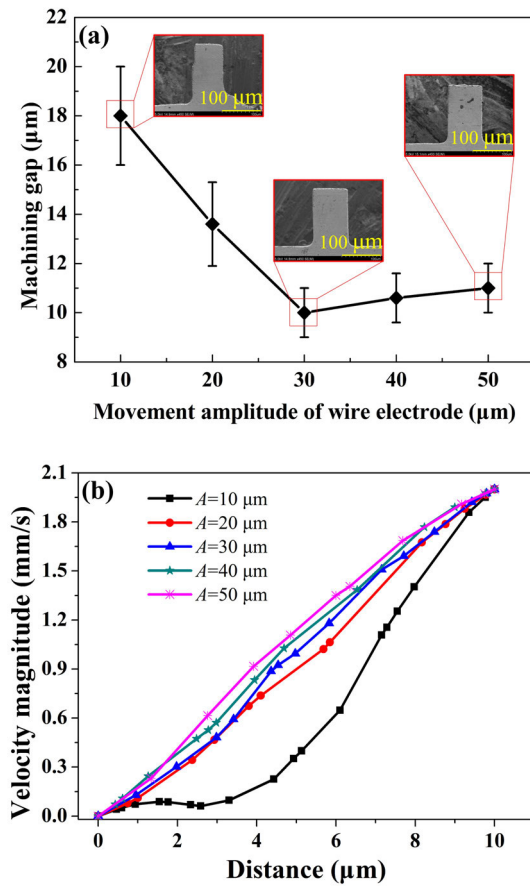 (a)
22
20
18
16
14
12
10
8
Machining gap (μm)
100 μm
100 μm
100 μm
10 20 30 40 50
Movement amplitude of wire electrode (μm)
(b)
2.1
1.8
1.5
1.2
0.9
0.6
0.3
0.0
Velocity magnitude (mm/s)
A=10 μm
A=20 μm
A=30 μm
A=40 μm
A=50 μm
0 2 4 6 8 10
Distance (μm)